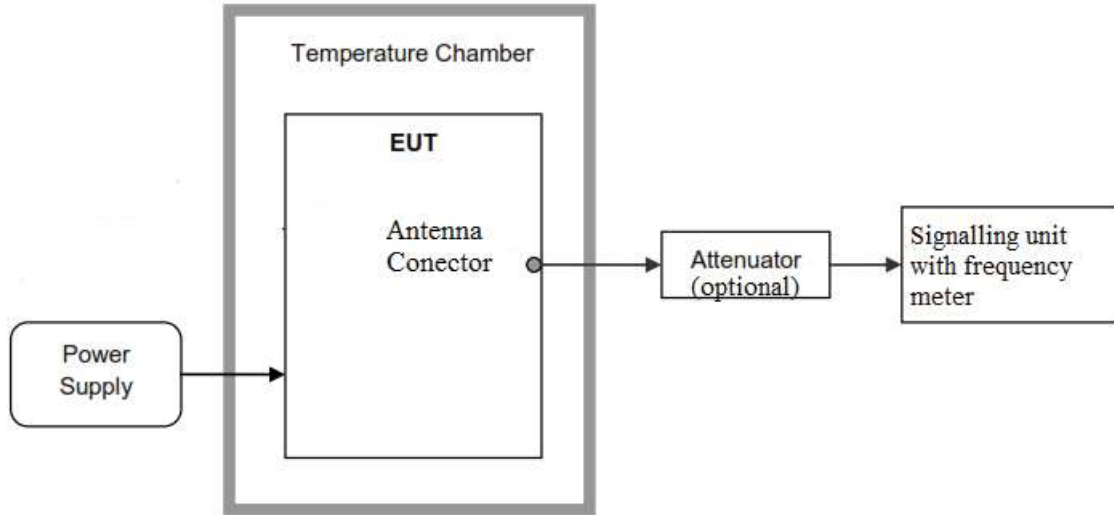 Temperature Chamber
EUT
Antenna
Conector
Attenuator
(optional)
Signalling unit
with frequency
meter
Power
Supply